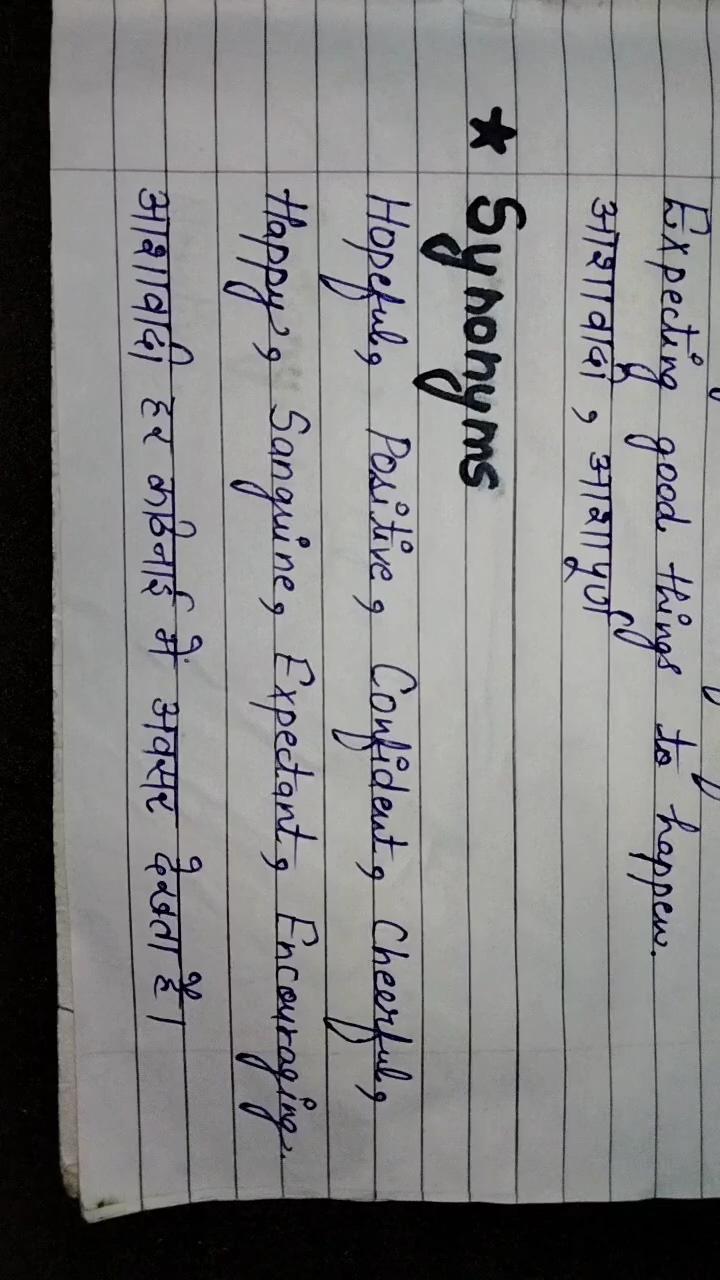 Expecting good things to happen.
आशावादी, आशापूर्ण
★ Synonyms
Hopeful, Positive, Confident, Cheerful,
Happy, Sanguine, Expectant, Encouraging.
आशावादी हर कठिनाई में अवसर देखता है।